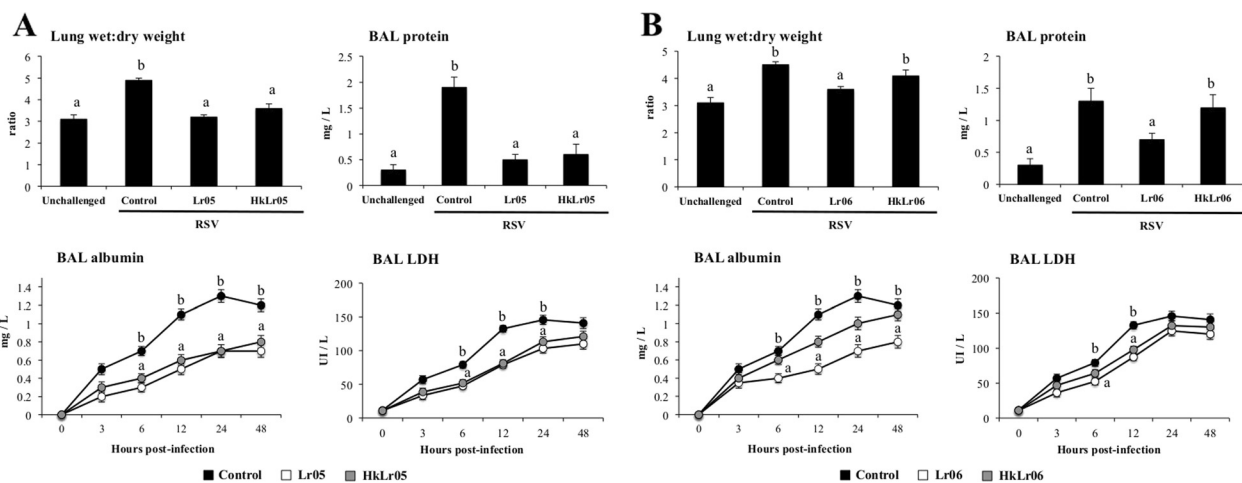 A
Lung wet:dry weight
b
a
a
a
6
5
4
3
2
1
0
ratio
Unchallenged Control Lr05 HkLr05
RSV
BAL protein
b
a
a
a
2.5
2
1.5
1
0.5
0
mg / L
Unchallenged Control Lr05 HkLr05
RSV
B
Lung wet:dry weight
b
b
a
a
5
4
3
2
1
0
ratio
Unchallenged Control Lr06 HkLr06
RSV
BAL protein
b
b
a
a
2
1.5
1
0.5
0
mg / L
Unchallenged Control Lr06 HkLr06
RSV
BAL albumin
1.4
1.2
1
0.8
0.6
0.4
0.2
0
mg / L
b b b b
a a a a
0 3 6 12 24 48
Hours post-infection
BAL LDH
200
150
100
50
0
UI / L
b b b
a a a
0 3 6 12 24 48
Hours post-infection
Control Lr05 HkLr05
BAL albumin
1.4
1.2
1
0.8
0.6
0.4
0.2
0
mg / L
b b b b
a a a a
0 3 6 12 24 48
Hours post-infection
BAL LDH
200
150
100
50
0
UI / L
b b
a a
0 3 6 12 24 48
Hours post-infection
Control Lr06 HkLr06